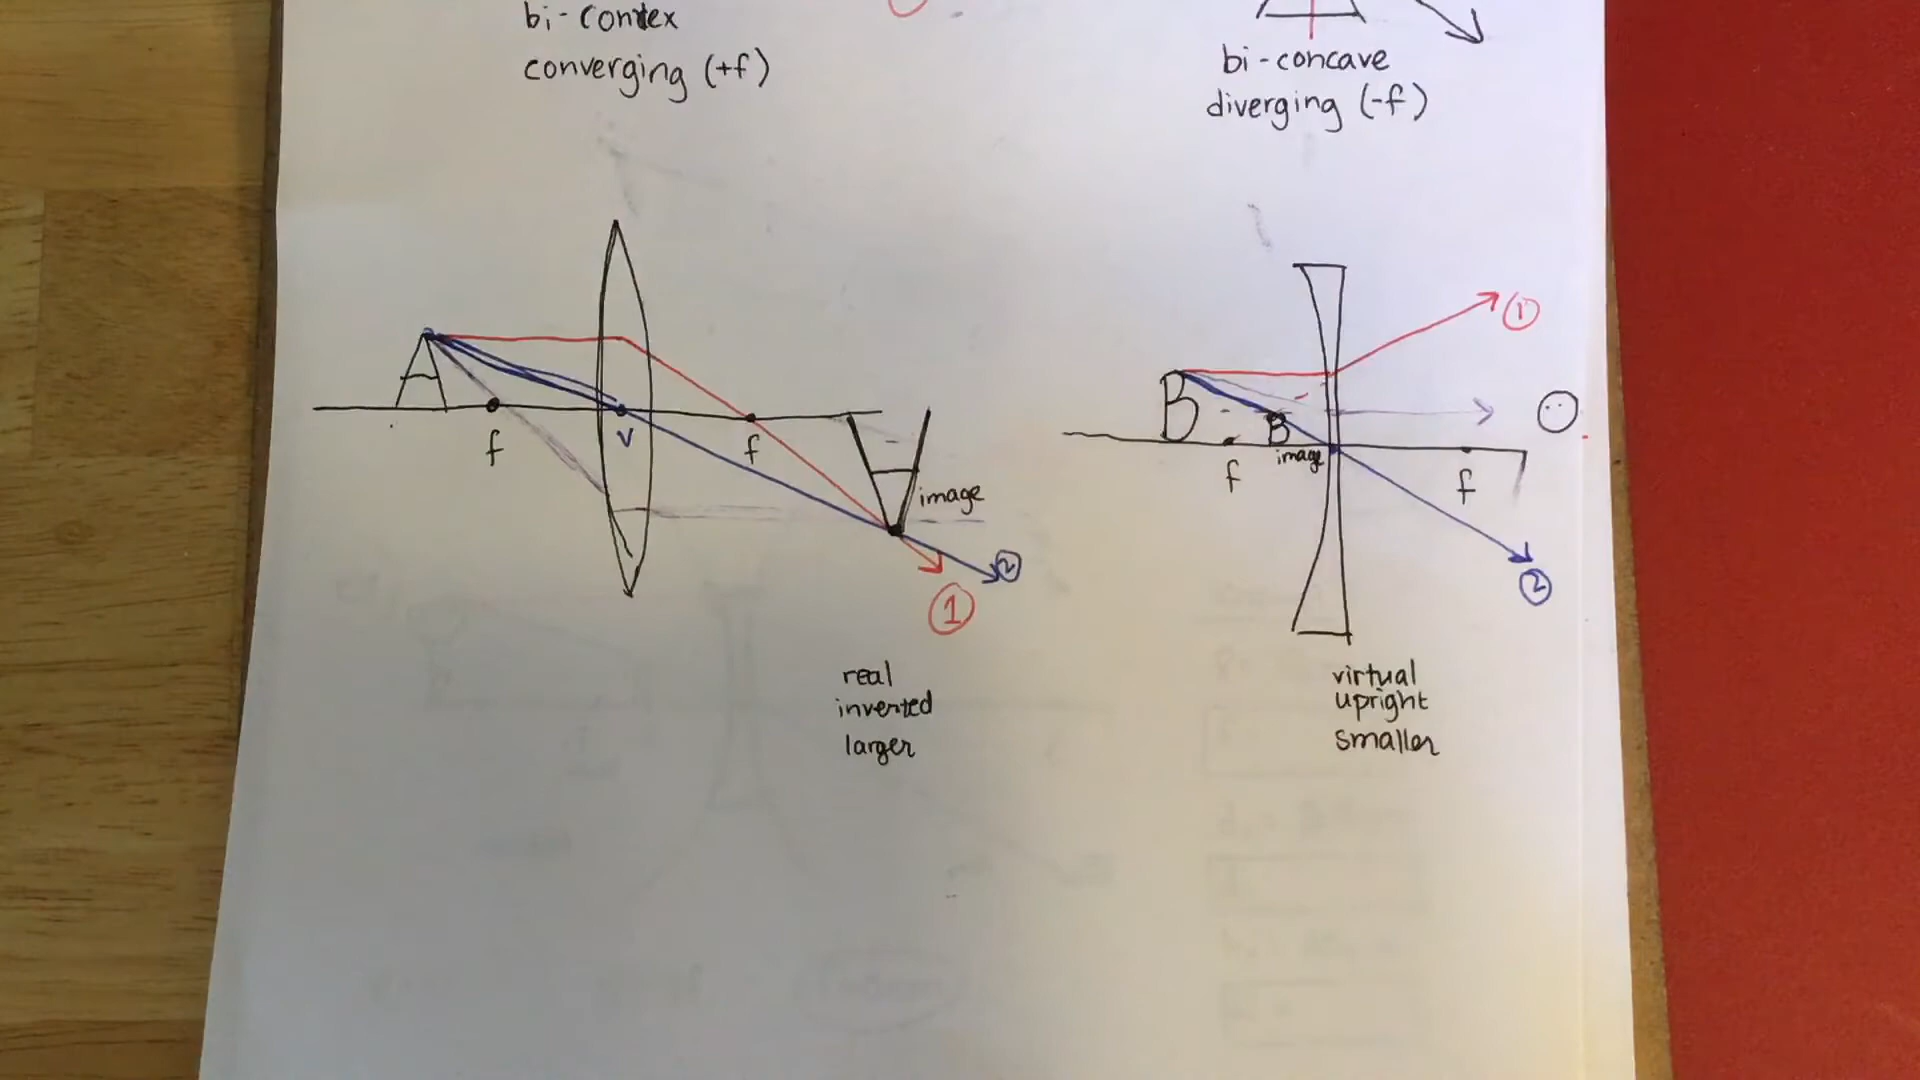 bi-convex
converging (+f)
bi-concave
diverging (-f)
A
f
v
f
image
2
1
real
inverted
larger
1
B
B
image
f
f
2
virtual
upright
smaller